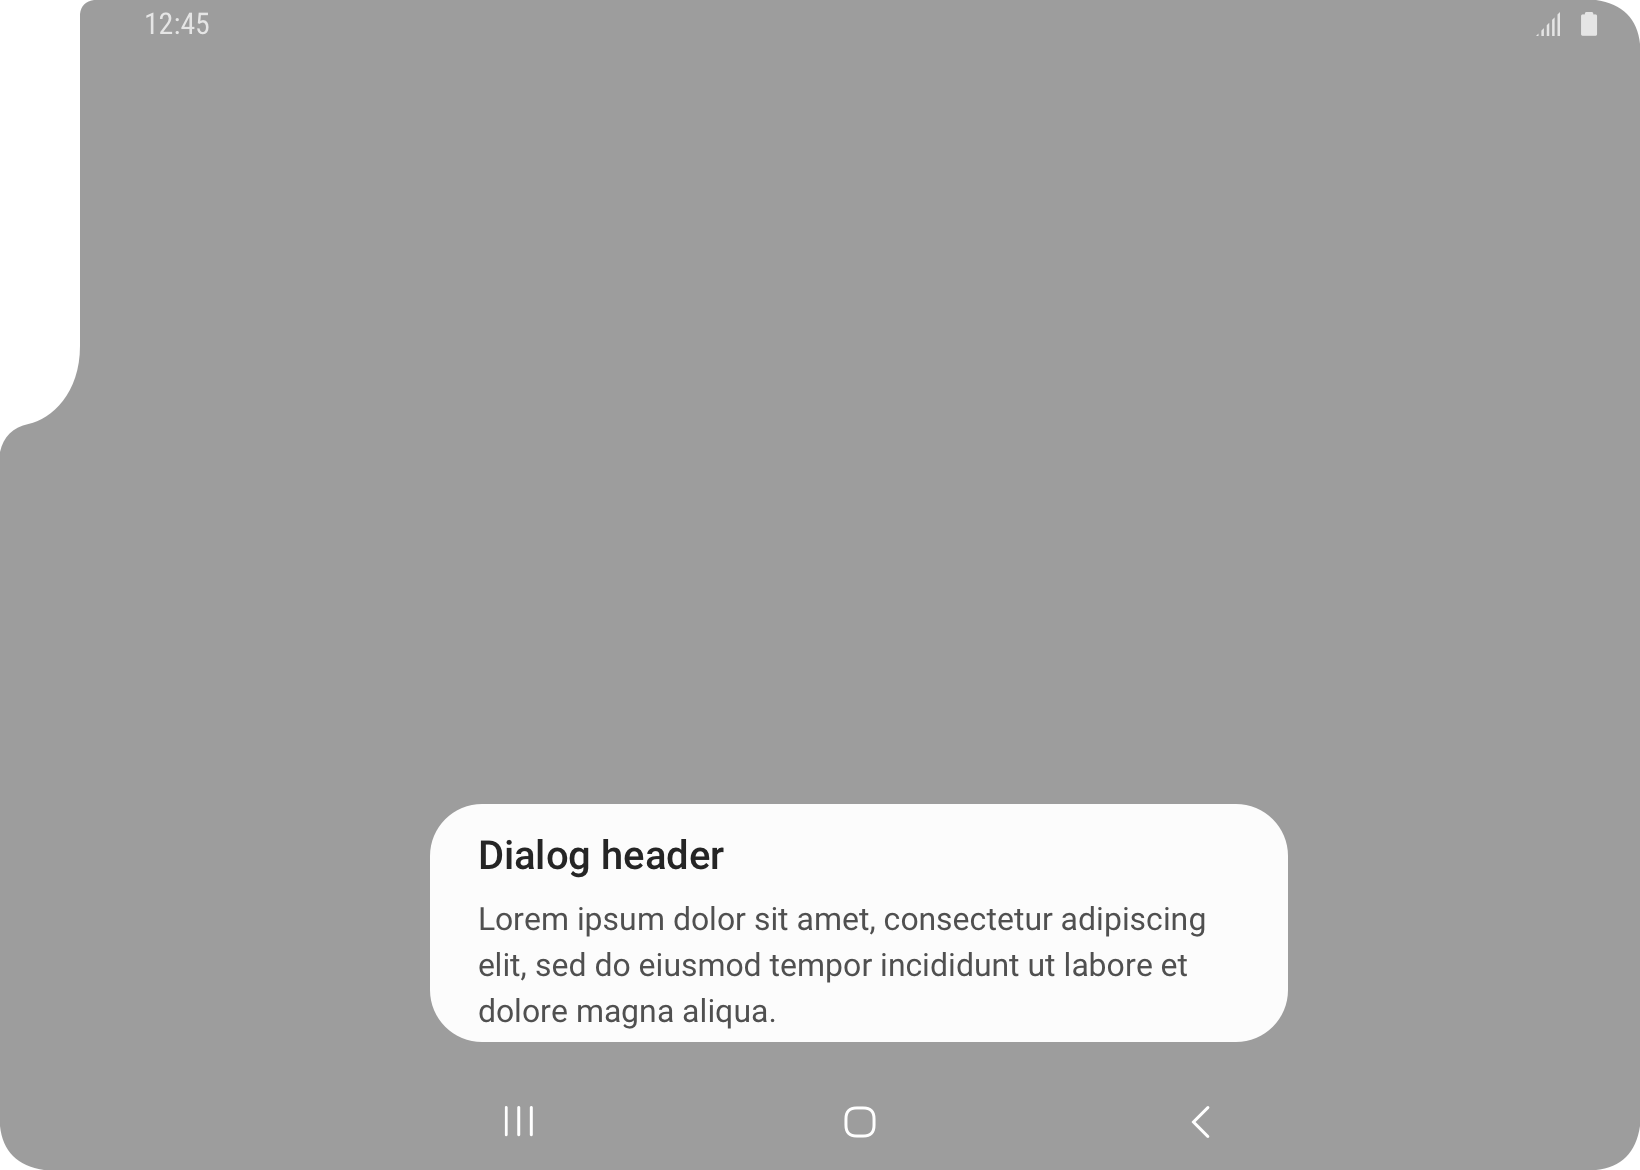 12:45
Dialog header
Lorem ipsum dolor sit amet, consectetur adipiscing
elit, sed do eiusmod tempor incididunt ut labore et
dolore magna aliqua.